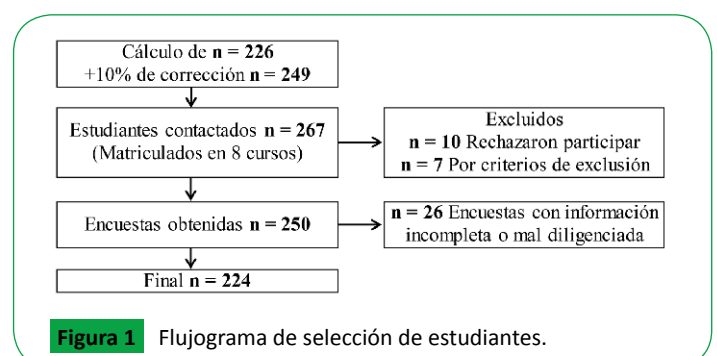 Cálculo de n = 226
+10% de corrección n = 249
Estudiantes contactados n = 267
(Matriculados en 8 cursos)
Excluidos
n = 10 Rechazaron participar
n = 7 Por criterios de exclusión
Encuestas obtenidas n = 250
n = 26 Encuestas con información
incompleta o mal diligenciada
Final n = 224
Figura 1 Flujograma de selección de estudiantes.